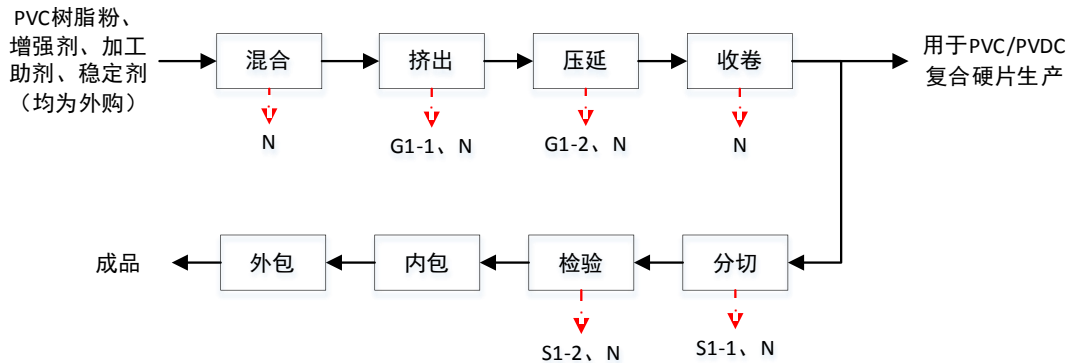 PVC树脂粉、
增强剂、加工
助剂、稳定剂
（均为外购）
混合
挤出
压延
收卷
用于PVC/PVDC
复合硬片生产
N
G1-1、N
G1-2、N
N
成品
外包
内包
检验
分切
S1-2、N
S1-1、N